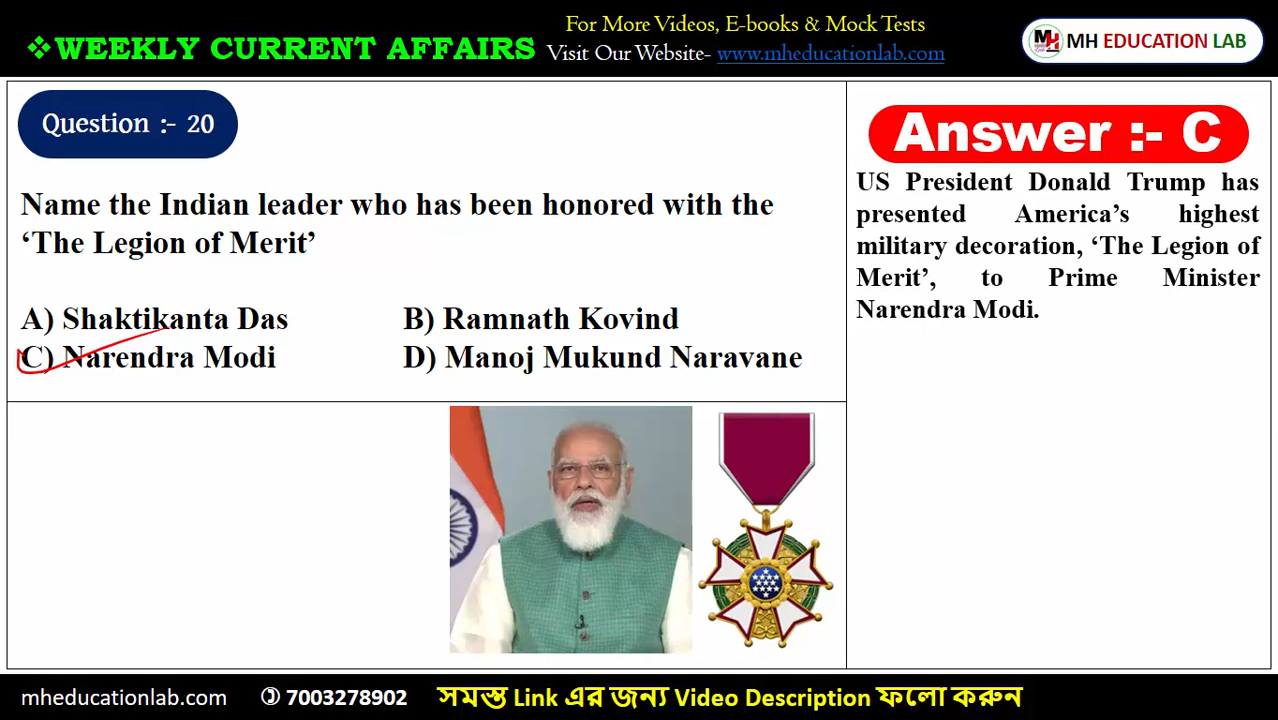 ❖WEEKLY CURRENT AFFAIRS
For More Videos, E-books & Mock Tests
Visit Our Website- www.mheducationlab.com
MH EDUCATION LAB
Question :- 20
Name the Indian leader who has been honored with the
‘The Legion of Merit’
A) Shaktikanta Das B) Ramnath Kovind
C) Narendra Modi D) Manoj Mukund Naravane
Answer :- C
US President Donald Trump has
presented America’s highest
military decoration, ‘The Legion of
Merit’, to Prime Minister
Narendra Modi.
mheducationlab.com 7003278902 সমস্ত Link এর জন্য Video Description ফলো করুন